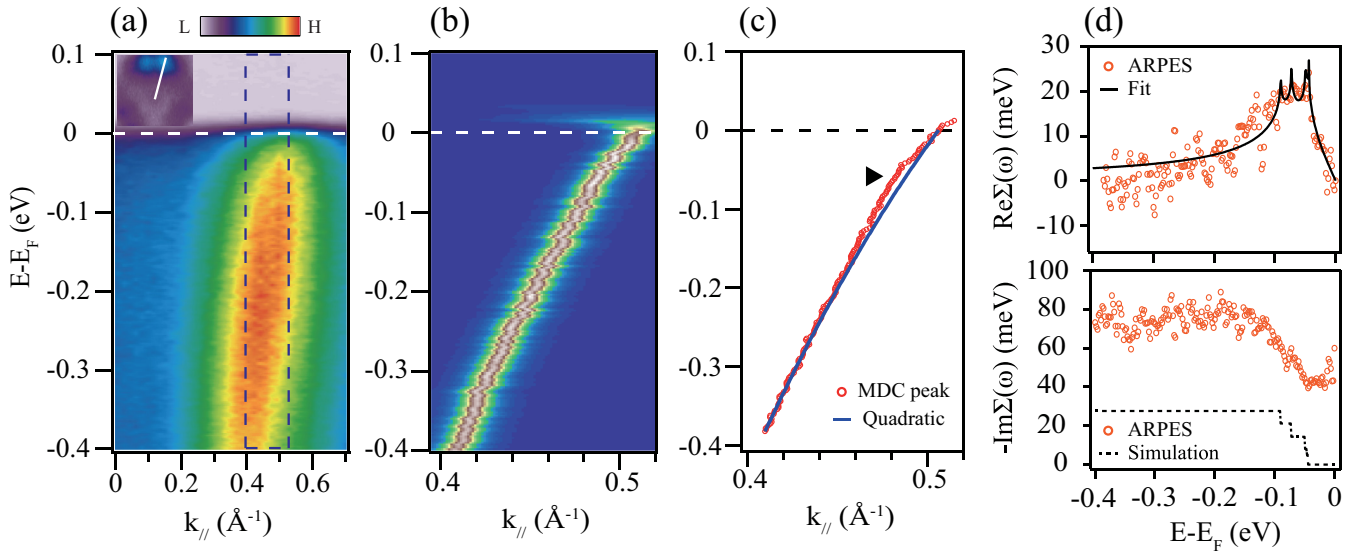 (a)
L H
0.1
0
-0.1
-0.2
-0.3
-0.4
E-E_F (eV)
0 0.2 0.4 0.6
k_// (Å⁻¹)
(b)
0.1
0
-0.1
-0.2
-0.3
-0.4
0.4 0.5
k_// (Å⁻¹)
(c)
0.1
0
-0.1
-0.2
-0.3
-0.4
MDC peak
Quadratic
0.4 0.5
k_// (Å⁻¹)
(d)
30
20
10
0
-10
ReΣ(ω) (meV)
ARPES
Fit
100
80
60
40
20
0
-ImΣ(ω) (meV)
ARPES
Simulation
-0.4 -0.3 -0.2 -0.1 0
E-E_F (eV)